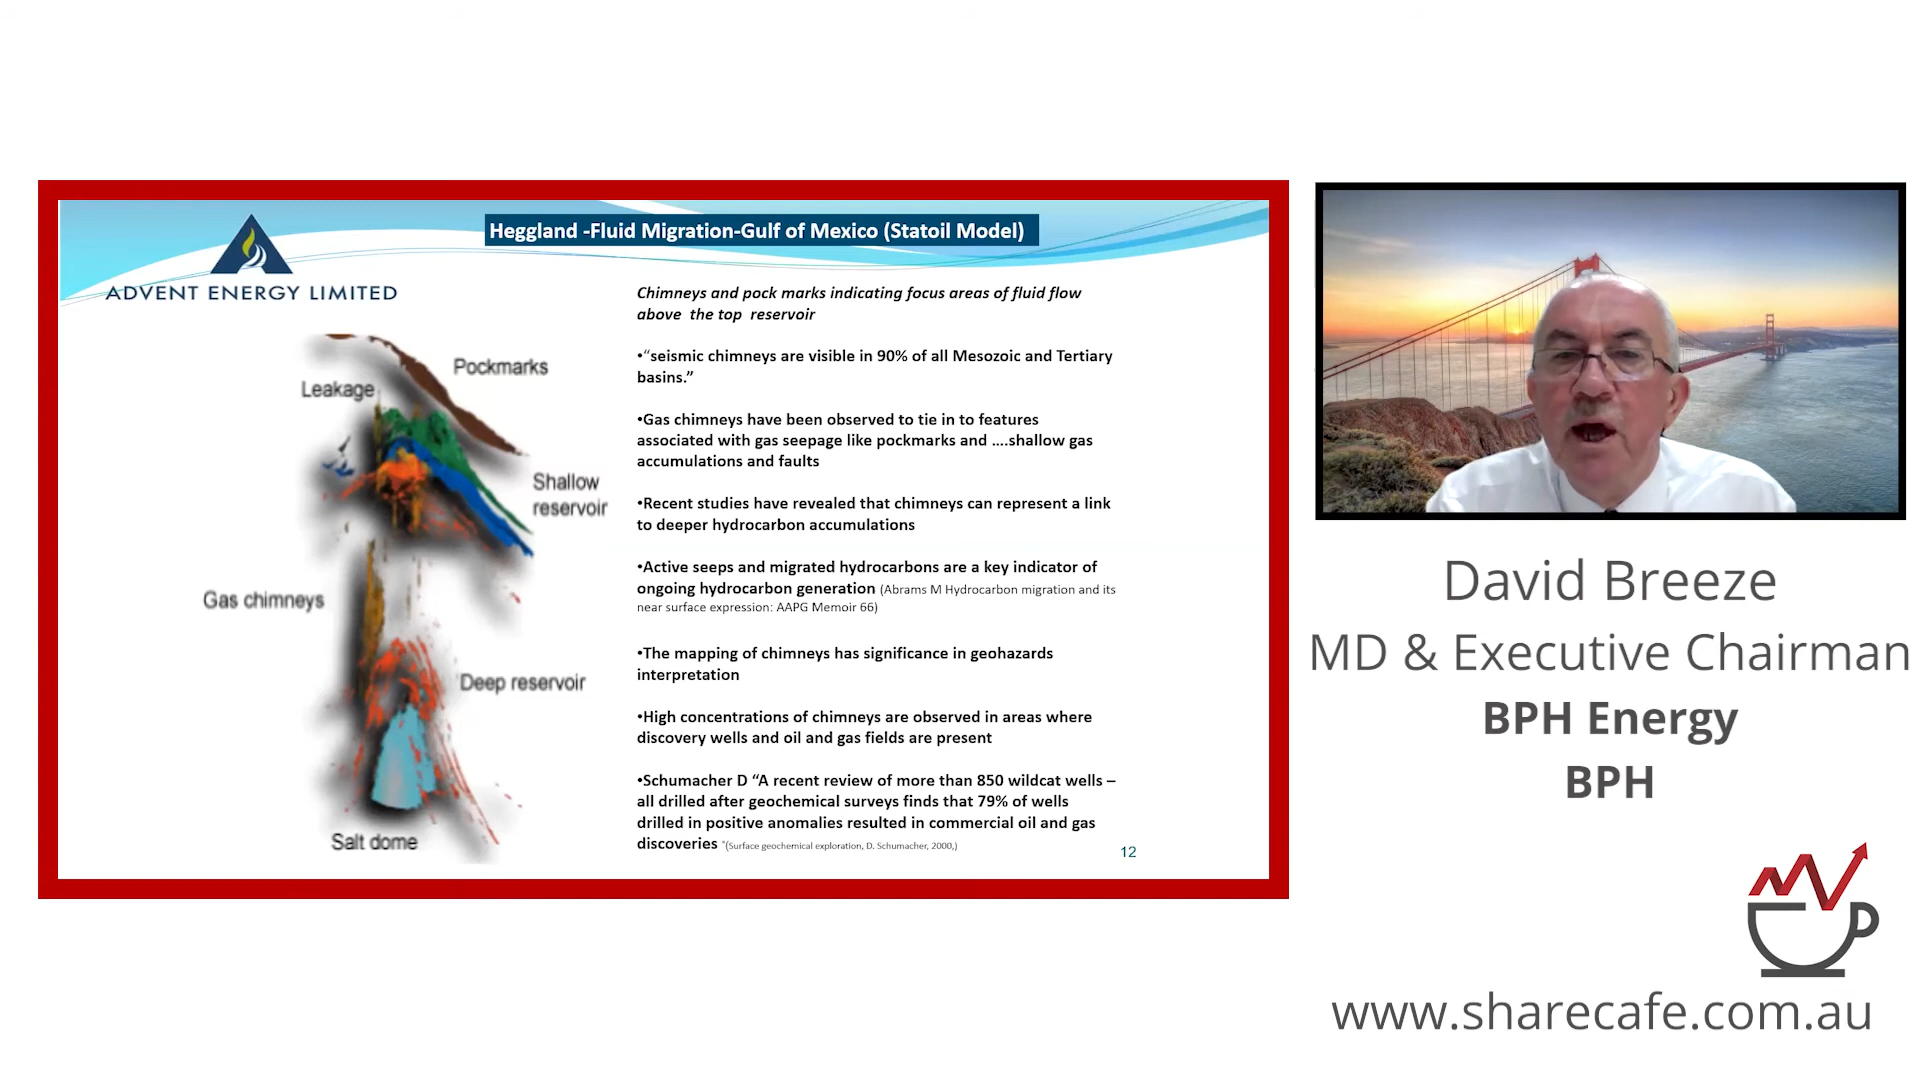 Heggland -Fluid Migration-Gulf of Mexico (Statoil Model)
ADVENT ENERGY LIMITED
Pockmarks
Leakage
Shallow
reservoir
Gas chimneys
Deep reservoir
Salt dome
Chimneys and pock marks indicating focus areas of fluid flow
above the top reservoir
•“seismic chimneys are visible in 90% of all Mesozoic and Tertiary
basins.”
•Gas chimneys have been observed to tie in to features
associated with gas seepage like pockmarks and ....shallow gas
accumulations and faults
•Recent studies have revealed that chimneys can represent a link
to deeper hydrocarbon accumulations
•Active seeps and migrated hydrocarbons are a key indicator of
ongoing hydrocarbon generation (Abrams M Hydrocarbon migration and its
near surface expression: AAPG Memoir 66)
•The mapping of chimneys has significance in geohazards
interpretation
•High concentrations of chimneys are observed in areas where
discovery wells and oil and gas fields are present
•Schumacher D “A recent review of more than 850 wildcat wells –
all drilled after geochemical surveys finds that 79% of wells
drilled in positive anomalies resulted in commercial oil and gas
discoveries "(Surface geochemical exploration, D. Schumacher, 2000,)
12
David Breeze
MD & Executive Chairman
BPH Energy
BPH
www.sharecafe.com.au